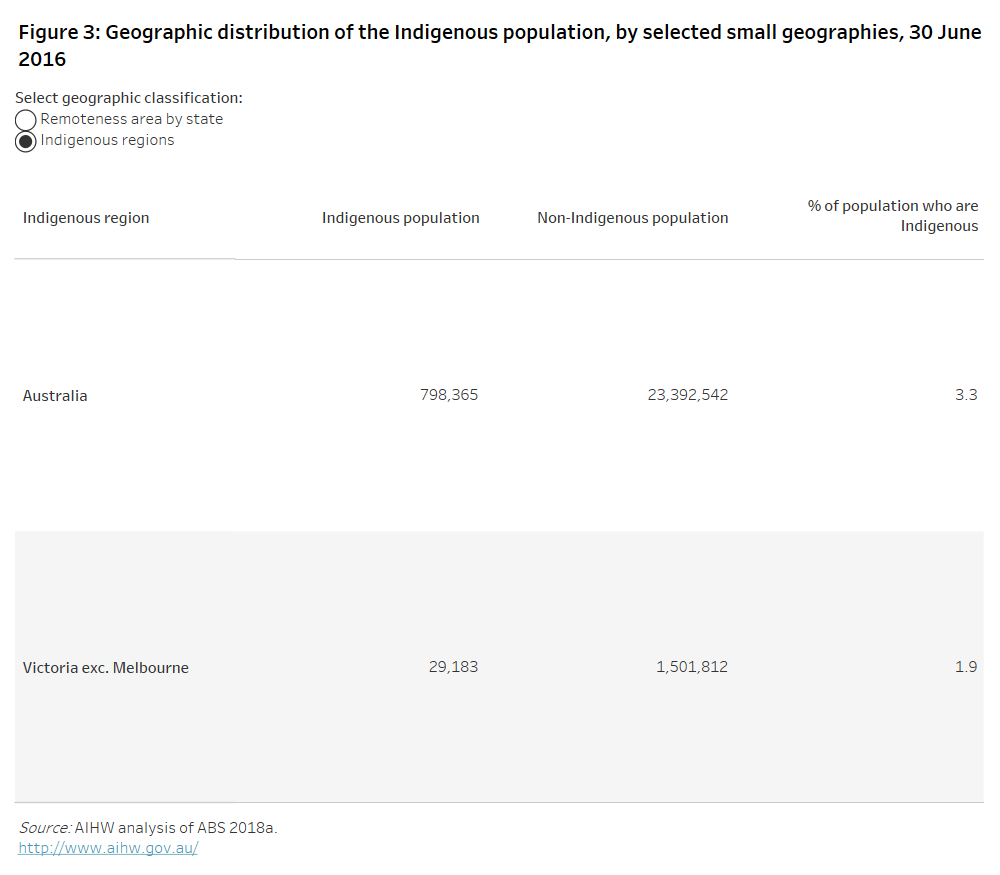 Figure 3: Geographic distribution of the Indigenous population, by selected small geographies, 30 June
2016
Select geographic classification:
Remoteness area by state
Indigenous regions
Indigenous region Indigenous population Non-Indigenous population % of population who are
Indigenous
Australia 798,365 23,392,542 3.3
Victoria exc. Melbourne 29,183 1,501,812 1.9
Source: AIHW analysis of ABS 2018a.
http://www.aihw.gov.au/